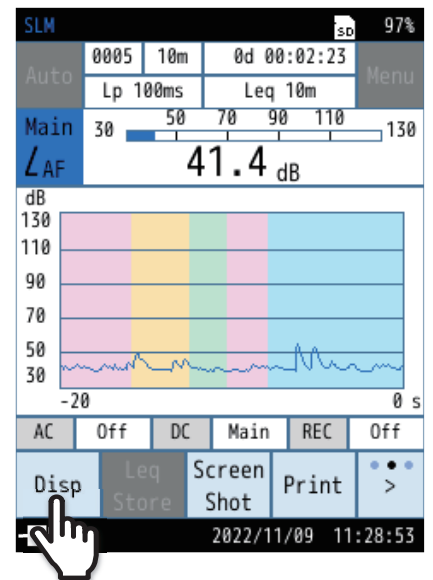 SLM SD 97%
Auto 0005 10m 0d 00:02:23 Menu
Lp 100ms Leq 10m
Main 30 50 70 90 110 130
LAF 41.4 dB
dB
130
110
90
70
50
30
-20 0 s
AC Off DC Main REC Off
Disp Leq Store Screen Shot Print >
2022/11/09 11:28:53